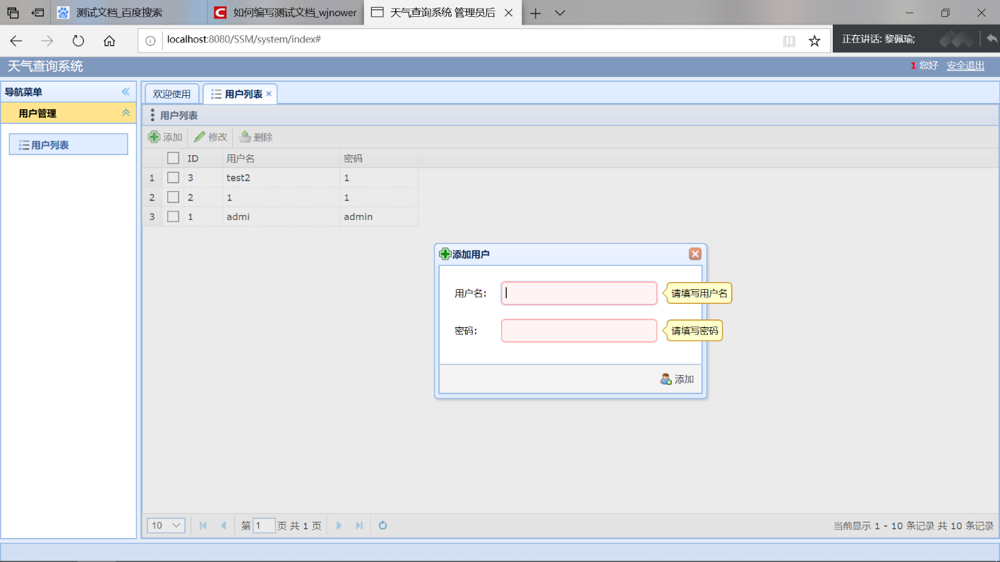 测试文档_百度搜索
如何编写测试文档_wjnower
天气查询系统 管理员后
localhost:8080/SSM/system/index#
正在讲话: 黎佩瑜;
天气查询系统
1 您好 安全退出
导航菜单
用户管理
用户列表
欢迎使用
用户列表
用户列表
添加 修改 删除
ID 用户名 密码
1 3 test2 1
2 2 1 1
3 1 admi admin
添加用户
用户名:
请填写用户名
密码:
请填写密码
添加
10 第 1 页 共 1 页
当前显示 1 - 10 条记录 共 10 条记录